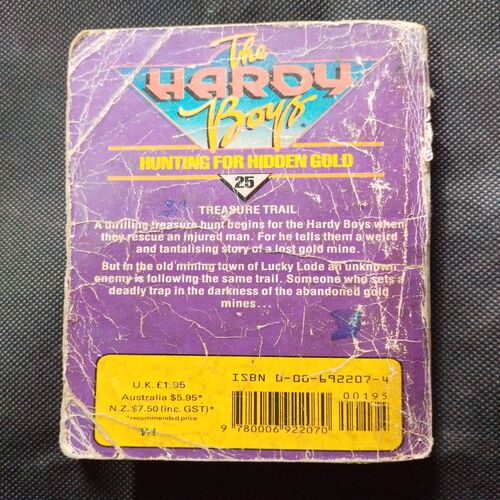 The
HARDY
Boys®
HUNTING FOR HIDDEN GOLD
25
TREASURE TRAIL
A thrilling treasure hunt begins for the Hardy Boys when
they rescue an injured man. For he tells them a weird
and tantalising story of a lost gold mine.
But in the old mining town of Lucky Lode an unknown
enemy is following the same trail. Someone who sets a
deadly trap in the darkness of the abandoned gold
mines . . .
U.K. £1.95
Australia $5.95*
N.Z. $7.50 (inc. GST)*
*recommended price
ISBN 0-00-692207-4
00195
9 780006 922070